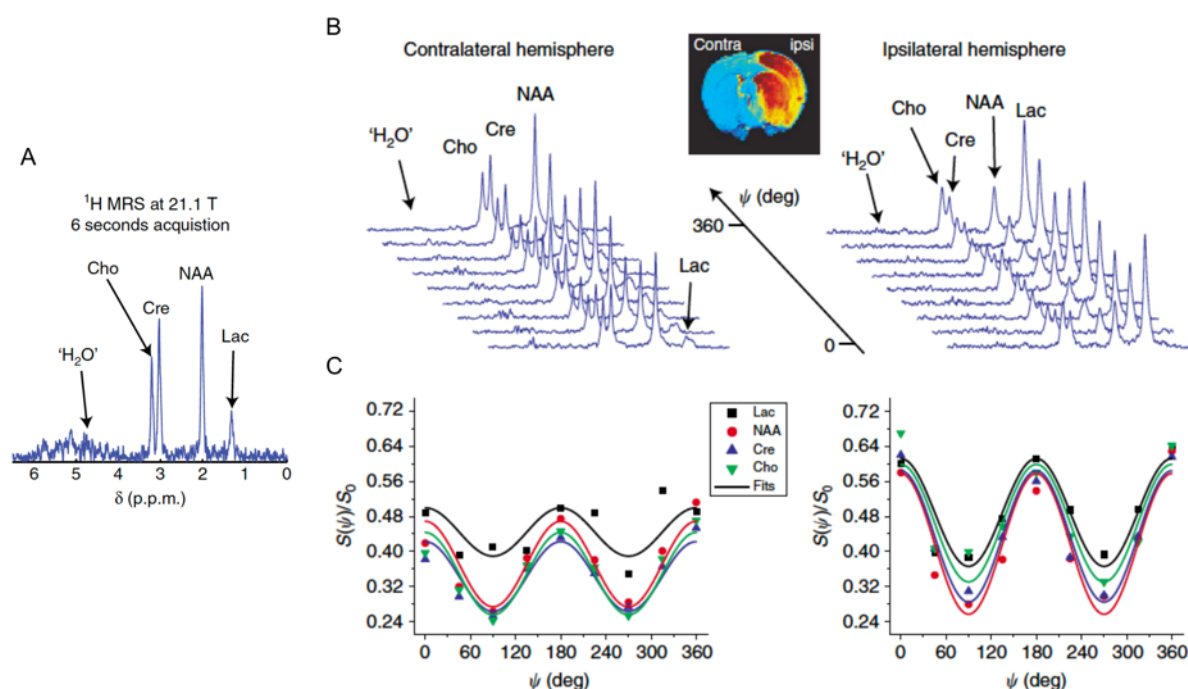 A
¹H MRS at 21.1 T
6 seconds acquistion
Cho
Cre
NAA
Lac
'H₂O'
6 5 4 3 2 1 0
δ (p.p.m.)
B
Contralateral hemisphere
'H₂O'
Cho
Cre
NAA
Lac
Contra ipsi
ψ (deg)
360
0
Ipsilateral hemisphere
'H₂O'
Cho
Cre
NAA
Lac
C
S(ψ)/S₀
0.72
0.64
0.56
0.48
0.40
0.32
0.24
0 60 120 180 240 300 360
ψ (deg)
Lac
NAA
Cre
Cho
Fits
S(ψ)/S₀
0.72
0.64
0.56
0.48
0.40
0.32
0.24
0 60 120 180 240 300 360
ψ (deg)